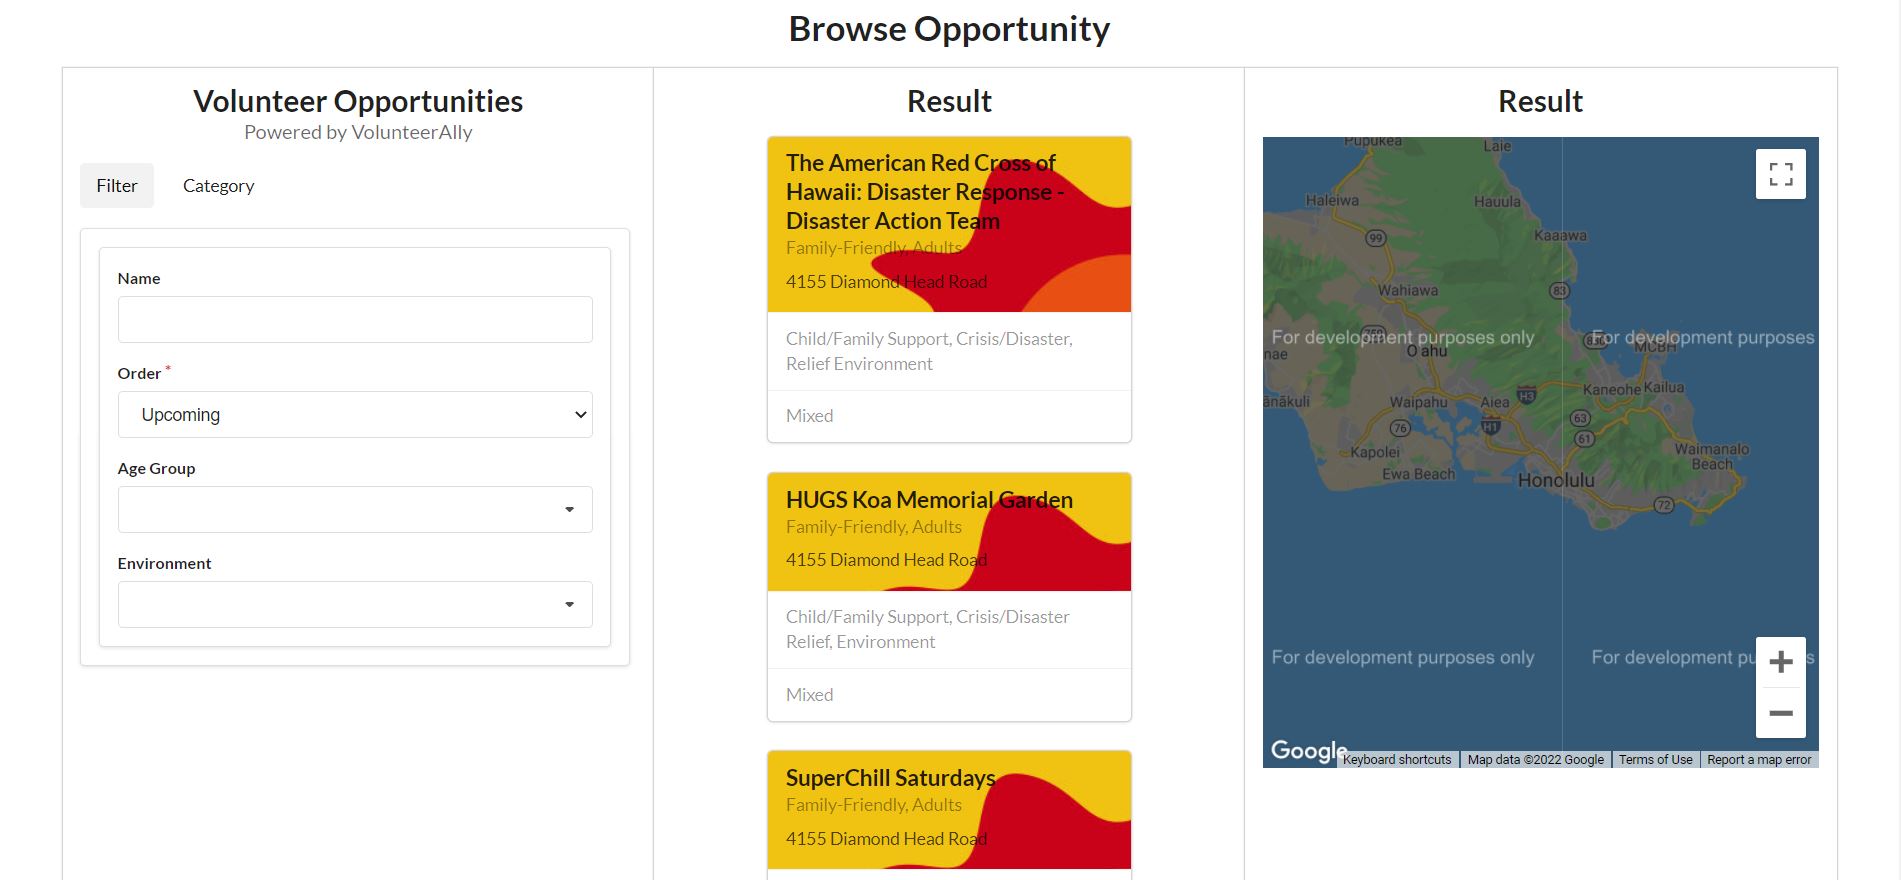 Browse Opportunity
Volunteer Opportunities
Powered by VolunteerAlly
Filter
Category
Name
Order *
Upcoming
Age Group
Environment
Result
The American Red Cross of
Hawaii: Disaster Response -
Disaster Action Team
Family-Friendly, Adults
4155 Diamond Head Road
Child/Family Support, Crisis/Disaster,
Relief Environment
Mixed
HUGS Koa Memorial Garden
Family-Friendly, Adults
4155 Diamond Head Road
Child/Family Support, Crisis/Disaster
Relief, Environment
Mixed
SuperChill Saturdays
Family-Friendly, Adults
4155 Diamond Head Road
Result
Pupukea
Laie
Haleiwa
Hauula
99
Kaaawa
Wahiawa
83
For development purposes only
For development purposes
nae
O'ahu
MCBH
Kaneohe
Kailua
ānākuli
Waipahu
Aiea
H3
76
H1
63
61
Kapolei
Ewa Beach
Waimanalo
Beach
Honolulu
72
For development purposes only
For development pu
s
Google
Keyboard shortcuts
Map data ©2022 Google
Terms of Use
Report a map error